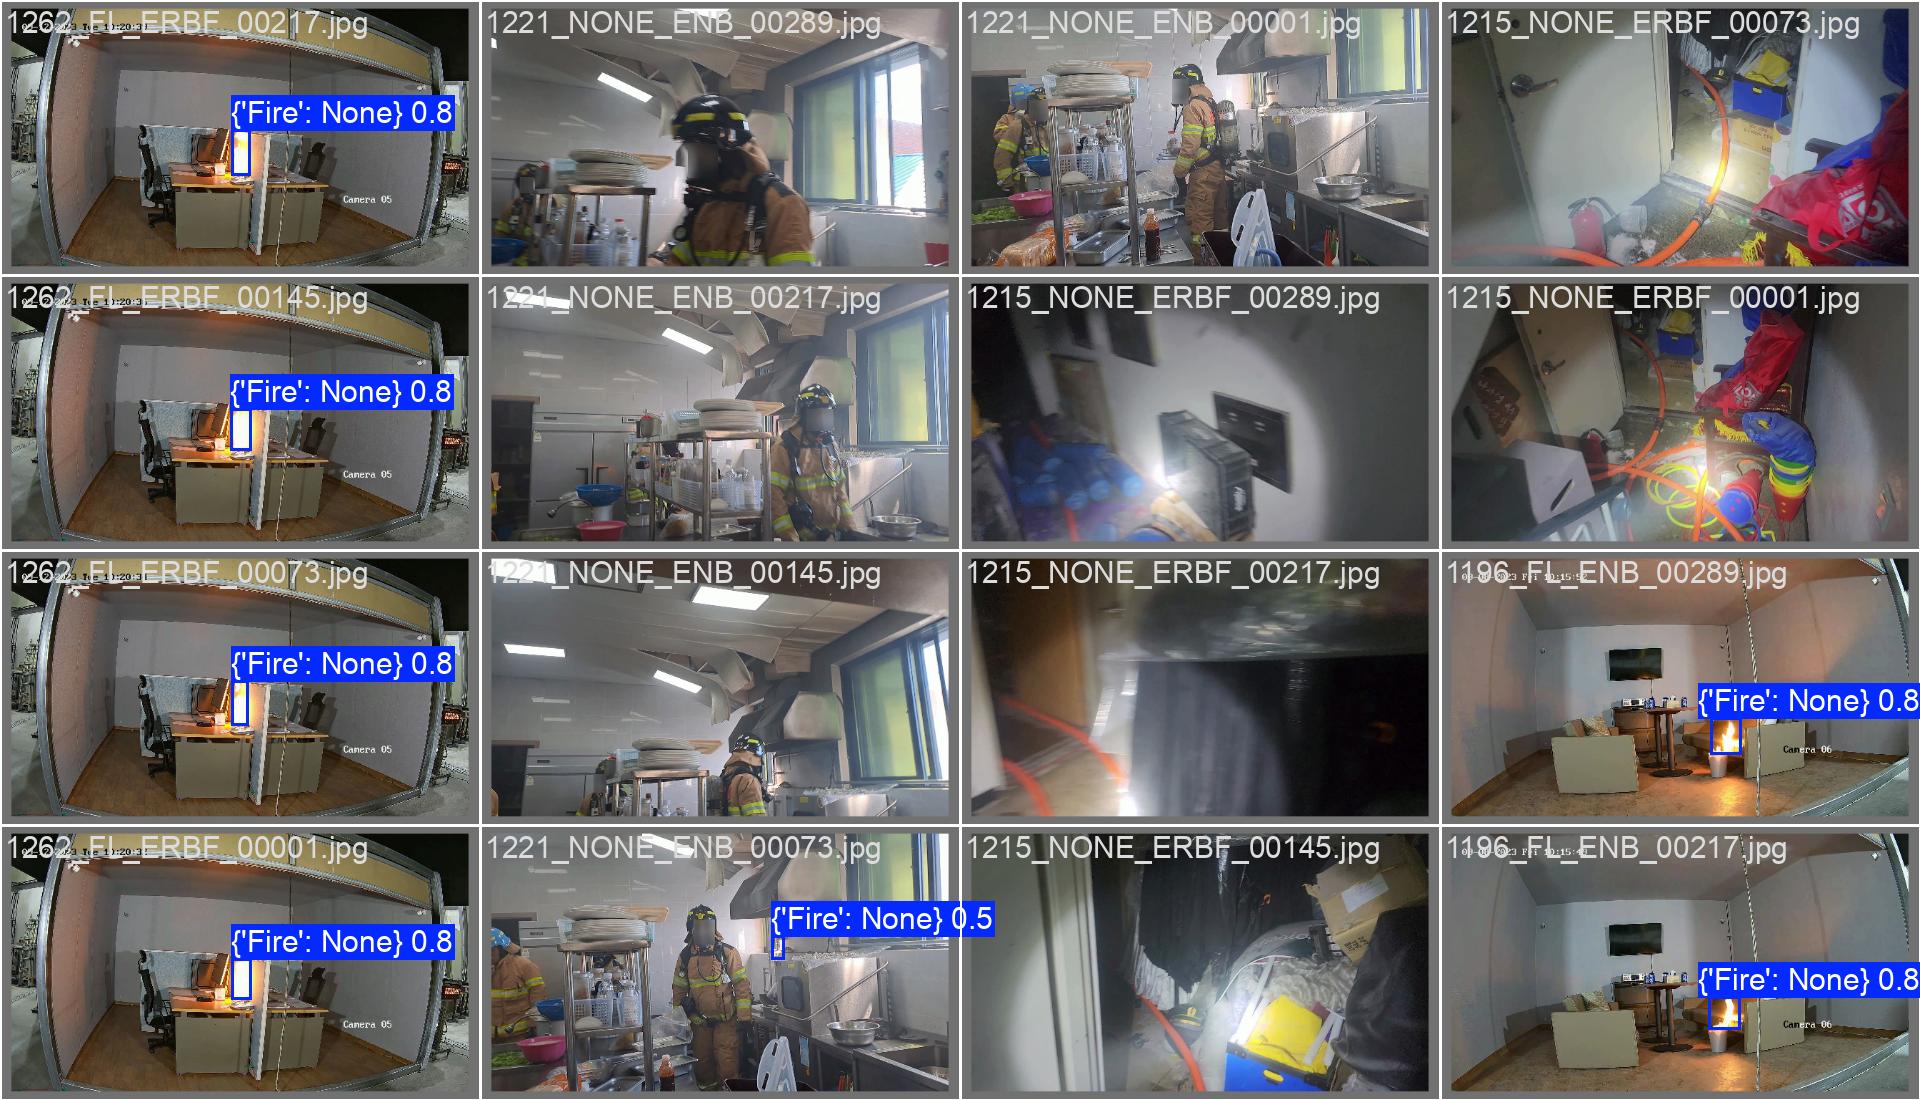 1262_FL_ERBF_00217.jpg
{'Fire': None} 0.8
Camera 05
1221_NONE_ENB_00289.jpg
1221_NONE_ENB_00001.jpg
1215_NONE_ERBF_00073.jpg
1262_FL_ERBF_00145.jpg
{'Fire': None} 0.8
Camera 05
1221_NONE_ENB_00217.jpg
1215_NONE_ERBF_00289.jpg
1215_NONE_ERBF_00001.jpg
1262_FL_ERBF_00073.jpg
{'Fire': None} 0.8
Camera 05
1221_NONE_ENB_00145.jpg
1215_NONE_ERBF_00217.jpg
1196_FL_ENB_00289.jpg
{'Fire': None} 0.8
Camera 06
1262_FL_ERBF_00001.jpg
{'Fire': None} 0.8
Camera 05
1221_NONE_ENB_00073.jpg
{'Fire': None} 0.5
1215_NONE_ERBF_00145.jpg
1196_FL_ENB_00217.jpg
{'Fire': None} 0.8
Camera 06